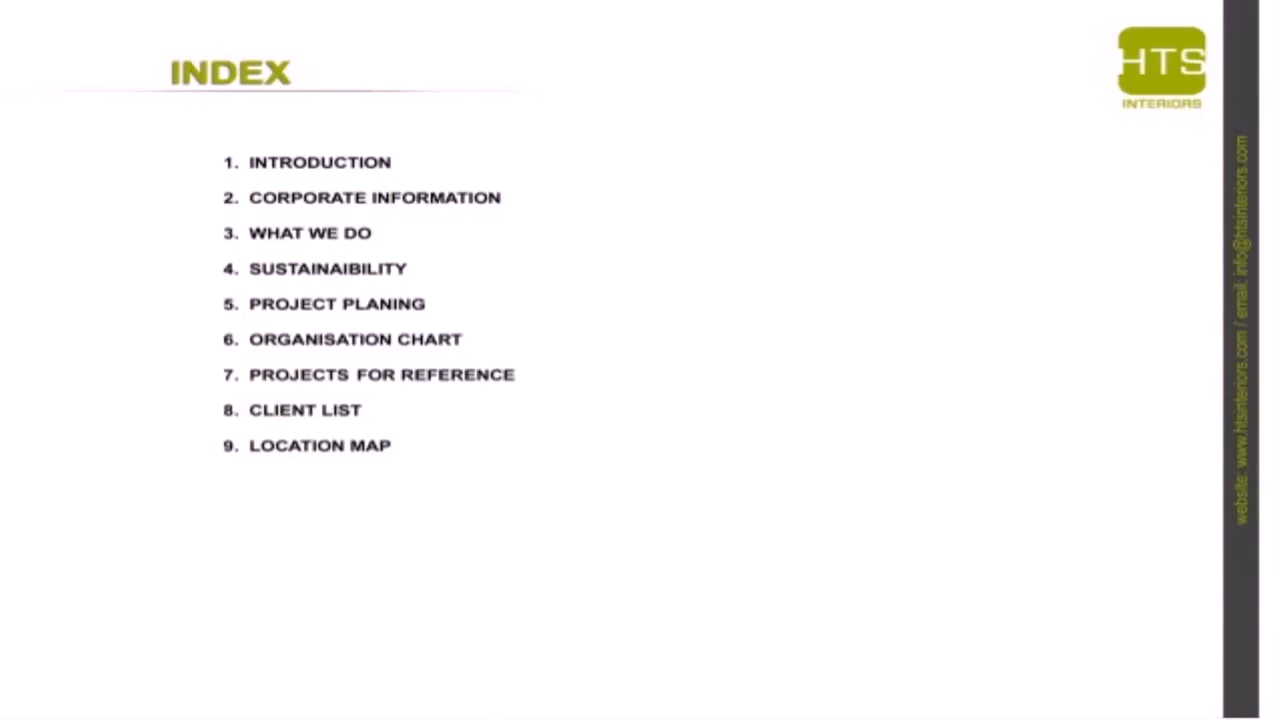 INDEX
HTS
INTERIORS
1. INTRODUCTION
2. CORPORATE INFORMATION
3. WHAT WE DO
4. SUSTAINAIBILITY
5. PROJECT PLANING
6. ORGANISATION CHART
7. PROJECTS FOR REFERENCE
8. CLIENT LIST
9. LOCATION MAP
website: www.htsinteriors.com / email: info@htsinteriors.com